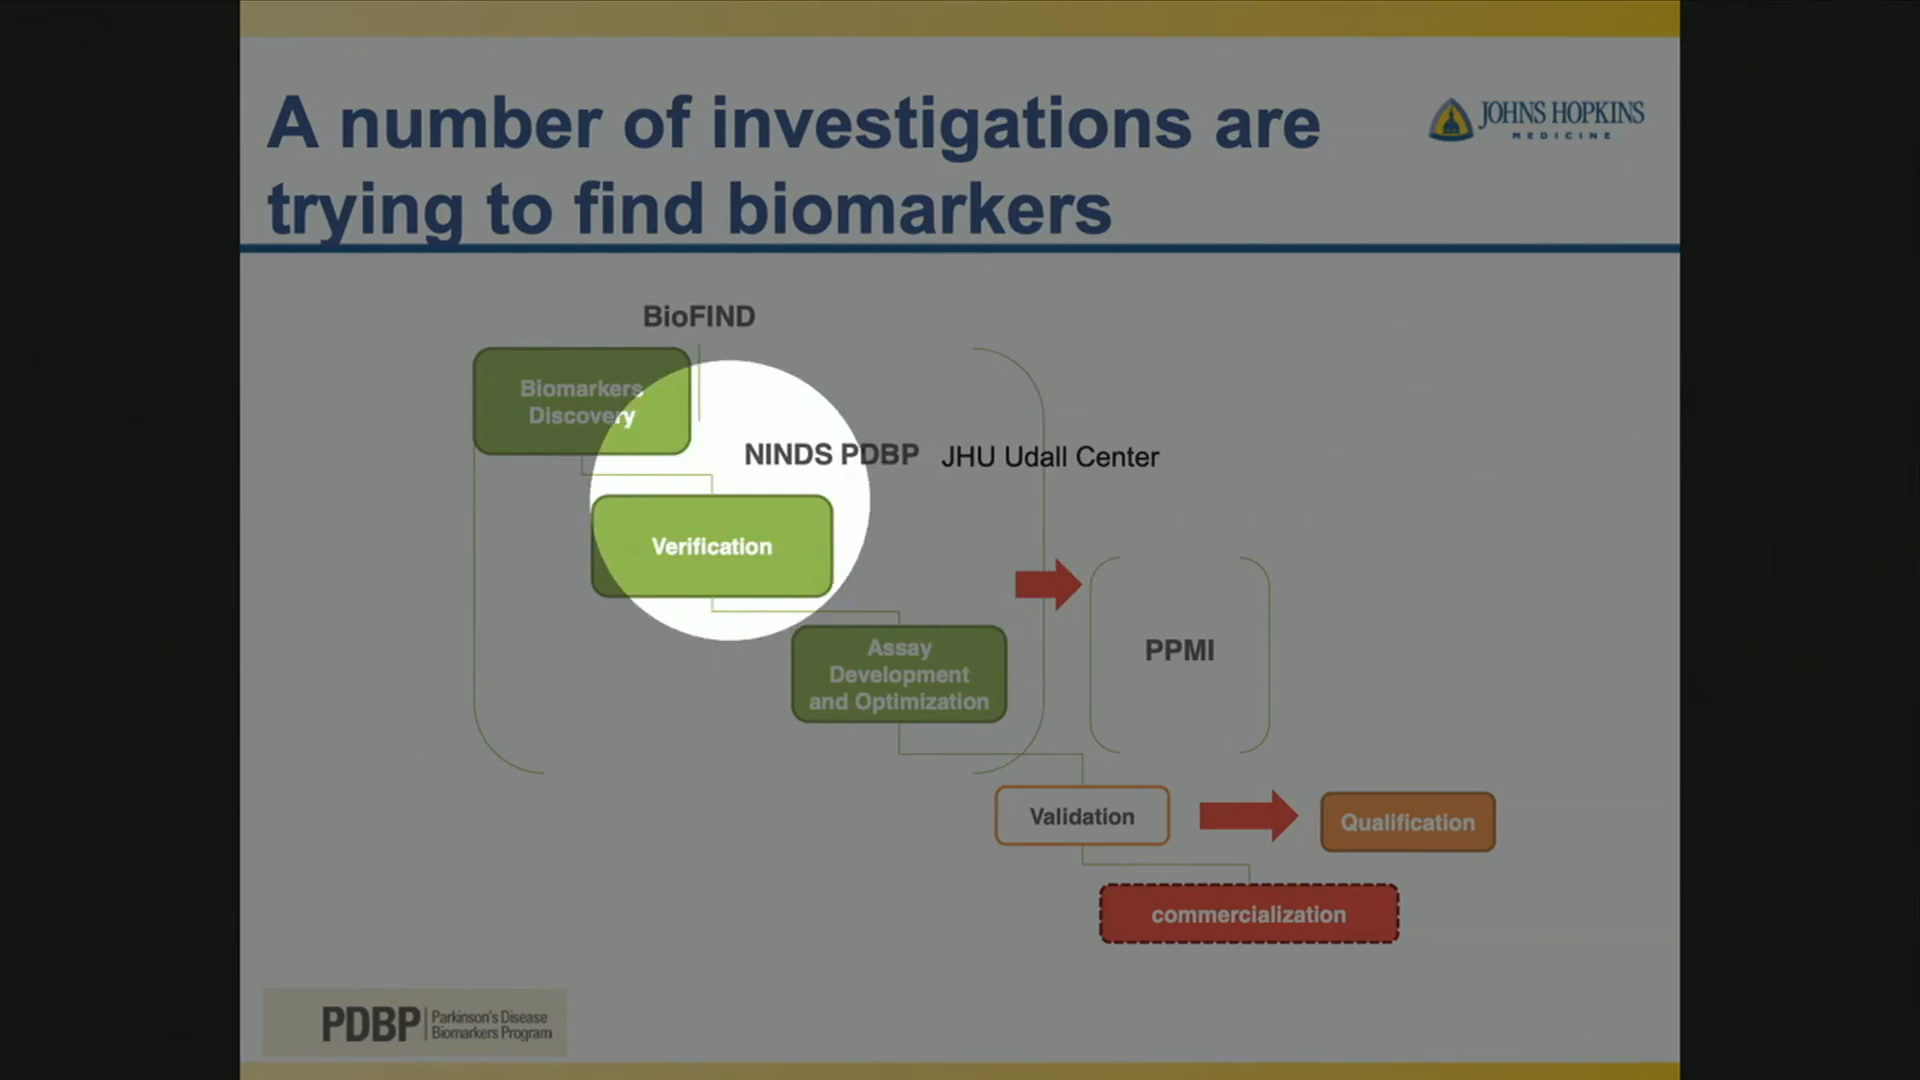 A number of investigations are
trying to find biomarkers
JOHNS HOPKINS
MEDICINE
BioFIND
Biomarkers
Discovery
NINDS PDBP JHU Udall Center
Verification
Assay
Development
and Optimization
PPMI
Validation
Qualification
commercialization
PDBP
Parkinson's Disease
Biomarkers Program